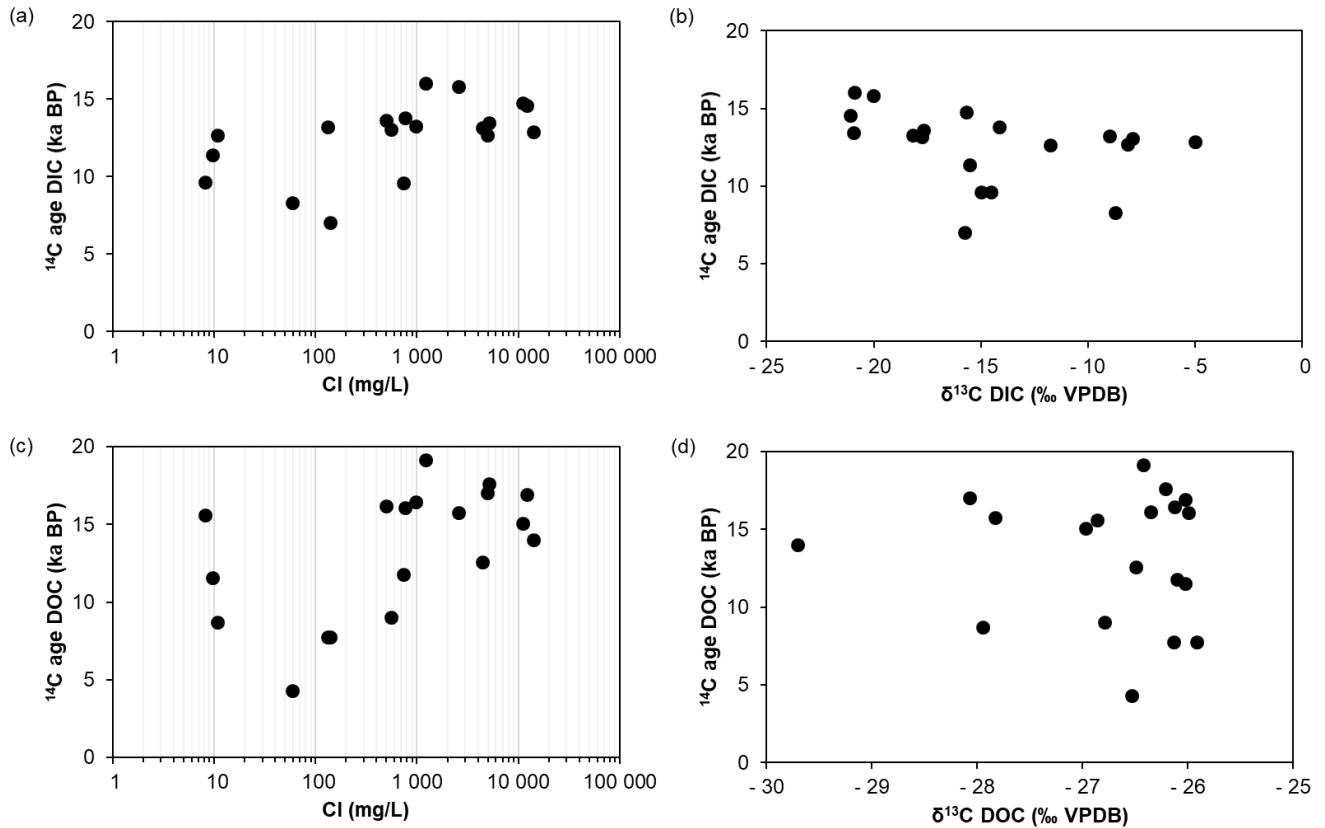 (a)
20
15
10
5
0
¹⁴C age DIC (ka BP)
1 10 100 1 000 10 000 100 000
Cl (mg/L)
(b)
20
15
10
5
0
¹⁴C age DIC (ka BP)
- 25 - 20 - 15 - 10 - 5 0
δ¹³C DIC (‰ VPDB)
(c)
20
15
10
5
0
¹⁴C age DOC (ka BP)
1 10 100 1 000 10 000 100 000
Cl (mg/L)
(d)
20
15
10
5
0
¹⁴C age DOC (ka BP)
- 30 - 29 - 28 - 27 - 26 - 25
δ¹³C DOC (‰ VPDB)